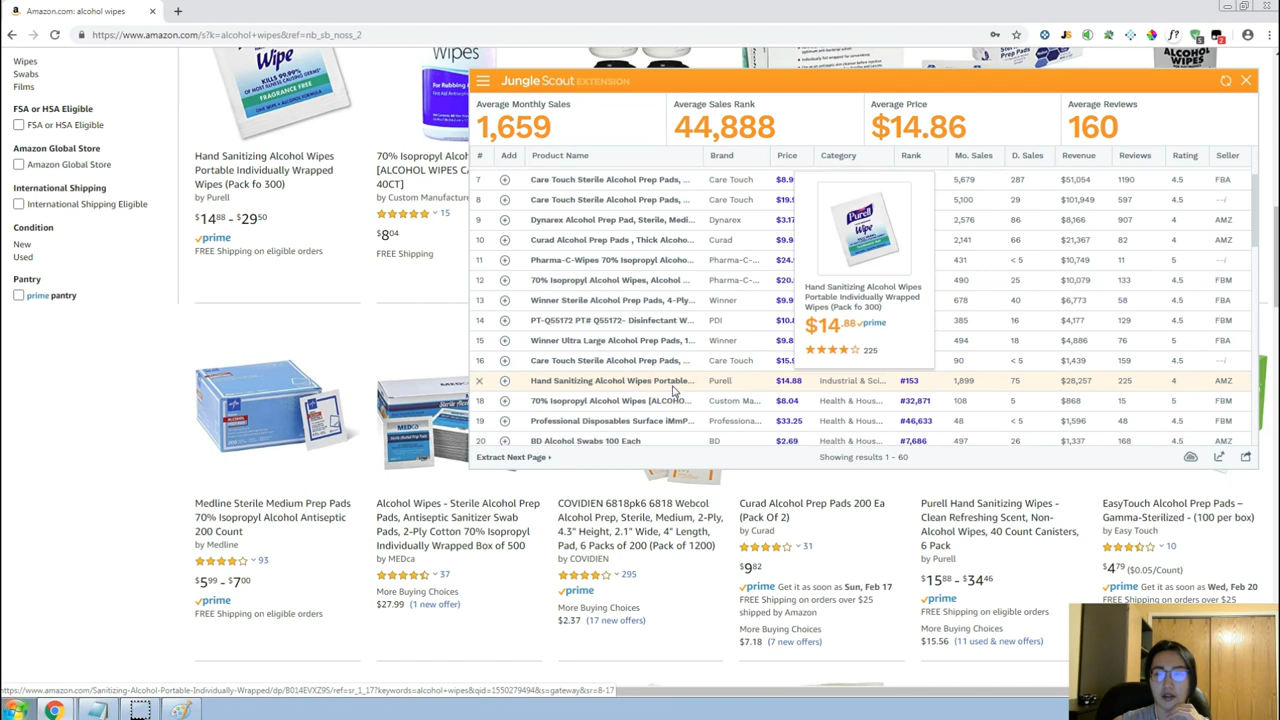 Amazon.com: alcohol wipes
https://www.amazon.com/s?k=alcohol+wipes&ref=nb_sb_noss_2
Wipes
Swabs
Films
FSA or HSA Eligible
FSA or HSA Eligible
Amazon Global Store
Amazon Global Store
International Shipping
International Shipping Eligible
Condition
New
Used
Pantry
prime pantry
Wipe
KILLS 99.99%
FRAGRANCE FREE
Hand Sanitizing Alcohol Wipes
Portable Individually Wrapped
Wipes (Pack fo 300)
by Purell
$14 88 - $29 50
prime
FREE Shipping on eligible orders
Wipes
For Rubbing
70% Isopropyl Alcohol
[ALCOHOL WIPES
40CT]
by Custom Manufactur
15
$8 04
FREE Shipping
Jungle Scout EXTENSION
Average Monthly Sales
1,659
Average Sales Rank
44,888
Average Price
$14.86
Average Reviews
160
# Add Product Name Brand Price Category Rank Mo. Sales D. Sales Revenue Reviews Rating Seller
7 Care Touch Sterile Alcohol Prep Pads, ... Care Touch $8.9 5,679 287 $51,054 1190 4.5 FBA
8 Care Touch Sterile Alcohol Prep Pads, ... Care Touch $19. 5,100 29 $101,949 597 4.5
9 Dynarex Alcohol Prep Pad, Sterile, Medi... Dynarex $3.17 2,576 86 $8,166 907 4 AMZ
10 Curad Alcohol Prep Pads , Thick Alcoho... Curad $9.9 2,141 66 $21,367 82 4 AMZ
11 Pharma-C-Wipes 70% Isopropyl Alcoho... Pharma-C-... $24. 431 < 5 $10,749 11 5
12 70% Isopropyl Alcohol Wipes, Alcohol ... Pharma-C-... $20. 490 25 $10,079 133 4.5 FBM
13 Winner Sterile Alcohol Prep Pads, 4-Ply... Winner $9.9 678 40 $6,773 58 4.5 FBA
14 PT-Q55172 PT# Q55172- Disinfectant W... PDI $10. 385 16 $4,177 129 4.5 FBM
15 Winner Ultra Large Alcohol Prep Pads, 1... Winner $9.8 494 18 $4,886 76 5 FBM
16 Care Touch Sterile Alcohol Prep Pads, ... Care Touch $15. 90 < 5 $1,439 159 4.5
Hand Sanitizing Alcohol Wipes Portable... Purell $14.88 Industrial & Sci... #153 1,899 75 $28,257 225 4 AMZ
18 70% Isopropyl Alcohol Wipes [ALCOHO... Custom Ma... $8.04 Health & Hous... #32,871 108 5 $868 15 5 FBM
19 Professional Disposables Surface iMmP... Professiona... $33.25 Health & Hous... #46,633 48 < 5 $1,596 48 5 FBM
20 BD Alcohol Swabs 100 Each BD $2.69 Health & Hous... #7,686 497 26 $1,337 168 4.5 AMZ
PURELL
Wipe
Hand Sanitizing Alcohol Wipes
Portable Individually Wrapped
Wipes (Pack fo 300)
$14.88 prime
225
Extract Next Page
Showing results 1 - 60
Medline Sterile Medium Prep Pads
70% Isopropyl Alcohol Antiseptic
200 Count
by Medline
93
$5 99 - $7 00
prime
FREE Shipping on eligible orders
MEDca
Alcohol Wipes - Sterile Alcohol Prep
Pads, Antiseptic Sanitizer Swab
Pads, 2-Ply Cotton 70% Isopropyl
Individually Wrapped Box of 500
by MEDca
37
More Buying Choices
$27.99 (1 new offer)
COVIDIEN 6818pk6 6818 Webcol
Alcohol Prep, Sterile, Medium, 2-Ply,
4.3" Height, 2.1" Wide, 4" Length,
Pad, 6 Packs of 200 (Pack of 1200)
by COVIDIEN
295
prime
More Buying Choices
$2.37 (17 new offers)
Curad Alcohol Prep Pads 200 Ea
(Pack Of 2)
by Curad
31
$9 82
prime Get it as soon as Sun, Feb 17
FREE Shipping on orders over $25
shipped by Amazon
More Buying Choices
$7.18 (7 new offers)
Purell Hand Sanitizing Wipes -
Clean Refreshing Scent, Non-
Alcohol Wipes, 40 Count Canisters,
6 Pack
by Purell
$15 88 - $34 46
prime
FREE Shipping on eligible orders
More Buying Choices
$15.56 (11 used & new offers)
EasyTouch Alcohol Prep Pads –
Gamma-Sterilized - (100 per box)
by Easy Touch
10
$4 79 ($0.05/Count)
prime Get it as soon as Wed, Feb 20
https://www.amazon.com/Sanitizing-Alcohol-Portable-Individually-Wrapped/dp/B014EVXZ9S/ref=sr_1_17?keywords=alcohol+wipes&qid=1550279494&s=gateway&sr=8-17